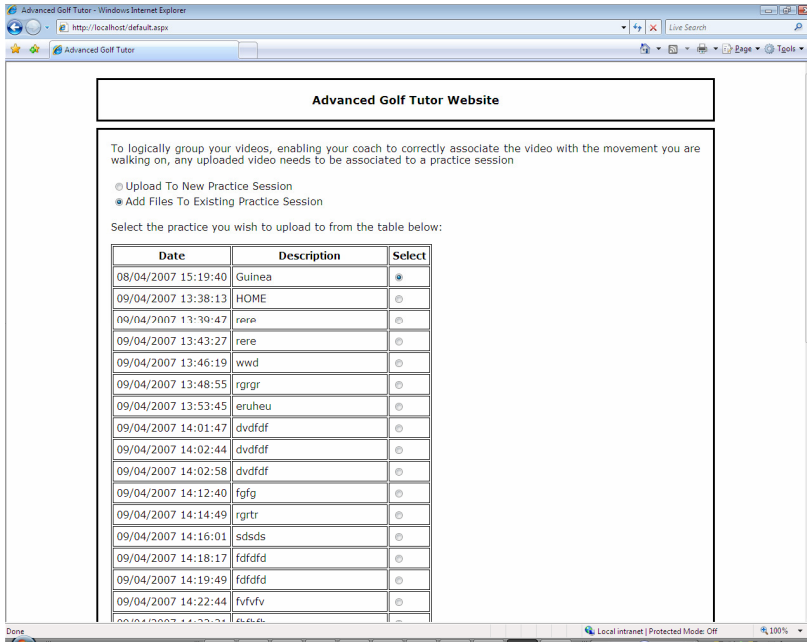 Advanced Golf Tutor - Windows Internet Explorer
http://localhost/default.aspx
Live Search
Advanced Golf Tutor
Page
Tools
Advanced Golf Tutor Website
To logically group your videos, enabling your coach to correctly associate the video with the movement you are
walking on, any uploaded video needs to be associated to a practice session
Upload To New Practice Session
Add Files To Existing Practice Session
Select the practice you wish to upload to from the table below:
Date Description Select
08/04/2007 15:19:40 Guinea
09/04/2007 13:38:13 HOME
09/04/2007 13:39:47 rere
09/04/2007 13:43:27 rere
09/04/2007 13:46:19 wwd
09/04/2007 13:48:55 rgrgr
09/04/2007 13:53:45 eruheu
09/04/2007 14:01:47 dvdfdf
09/04/2007 14:02:44 dvdfdf
09/04/2007 14:02:58 dvdfdf
09/04/2007 14:12:40 fgfg
09/04/2007 14:14:49 rgrtr
09/04/2007 14:16:01 sdsds
09/04/2007 14:18:17 fdfdfd
09/04/2007 14:19:49 fdfdfd
09/04/2007 14:22:44 fvfvfv
Done
Local intranet | Protected Mode: Off
100%